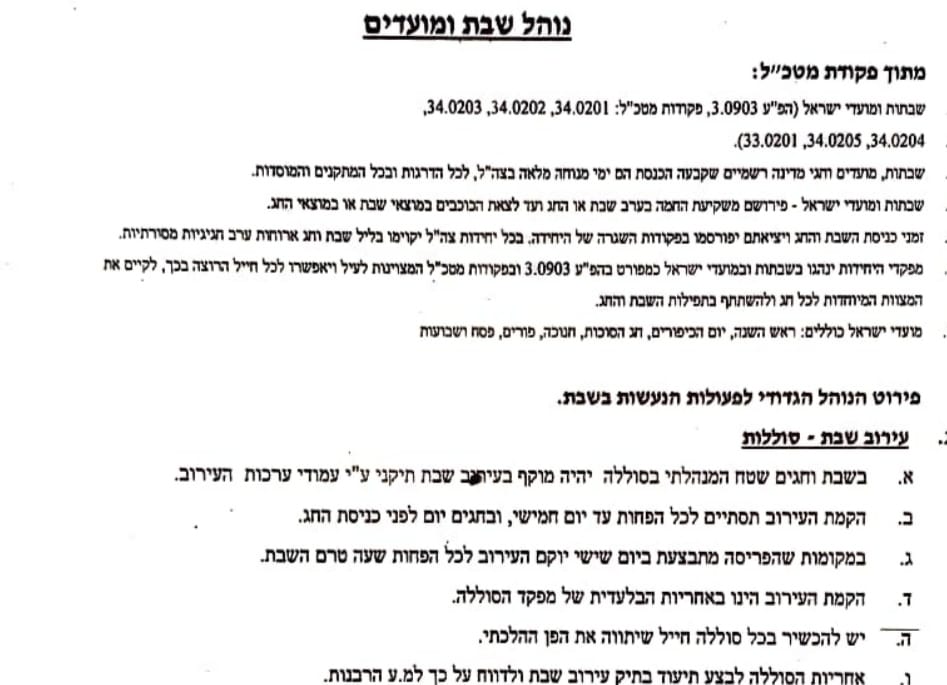 נוהל שבת ומועדים
מתוך פקודת מטכ״ל:
שבתות ומועדי ישראל (הפ"ע 3.0903, פקודות מטכ"ל: 34.0201, 34.0202, 34.0203,
34.0204, 34.0205, 33.0201).
שבתות, מועדים וחגי מדינה רשמיים שקבעה הכנסת הם ימי מנוחה מלאה בצה"ל, לכל הדרגות ובכל המתקנים והמוסדות.
שבתות ומועדי ישראל - פירושם משקיעת החמה בערב שבת או החג ועד לצאת הכוכבים במוצאי שבת או במוצאי החג.
זמני כניסת השבת והחג ויציאתם יפורסמו בפקודות השגרה של היחידה. בכל יחידות צה"ל יקוימו בליל שבת וחג ארוחות ערב חגיגיות מסורתיות.
מפקדי היחידות ינהגו בשבתות ובמועדי ישראל כמפורט בהפ"ע 3.0903 ובפקודות מטכ"ל המצוינות לעיל ויאפשרו לכל חייל הרוצה בכך, לקיים את
המצוות המיוחדות לכל חג ולהשתתף בתפילות השבת והחג.
מועדי ישראל כוללים: ראש השנה, יום הכיפורים, חג הסוכות, חנוכה, פורים, פסח ושבועות
פירוט הנוהל הגדודי לפעולות הנעשות בשבת.
עירוב שבת - סוללות
א. בשבת וחגים שטח המנהלתי בסוללה יהיה מוקף בעירוב שבת תיקני ע"י עמודי ערכות העירוב.
ב. הקמת העירוב תסתיים לכל הפחות עד יום חמישי, ובחגים יום לפני כניסת החג.
ג. במקומות שהפריסה מתבצעת ביום שישי יוקם העירוב לכל הפחות שעה טרם השבת.
ד. הקמת העירוב הינו באחריות הבלעדית של מפקד הסוללה.
ה. יש להכשיר בכל סוללה חייל שיתווה את הפן ההלכתי.
ו. אחריות הסוללה לבצע תיעוד בתיק עירוב שבת ולדווח על כך למ.ע הרבנות.